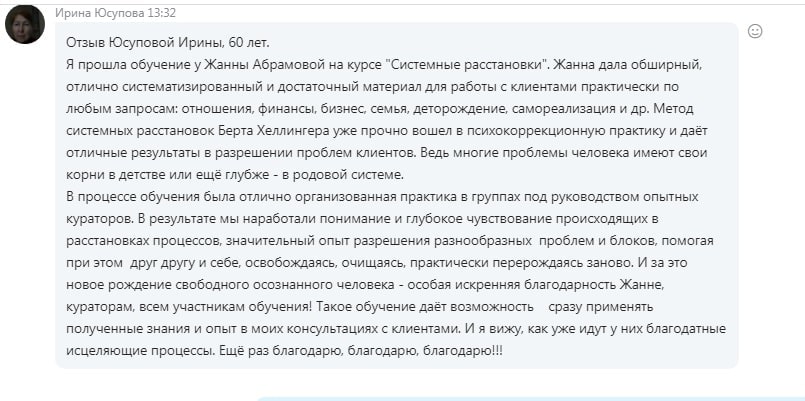 Ирина Юсупова 13:32
Отзыв Юсуповой Ирины, 60 лет.
Я прошла обучение у Жанны Абрамовой на курсе "Системные расстановки". Жанна дала обширный,
отлично систематизированный и достаточный материал для работы с клиентами практически по
любым запросам: отношения, финансы, бизнес, семья, деторождение, самореализация и др. Метод
системных расстановок Берта Хеллингера уже прочно вошел в психокоррекционную практику и даёт
отличные результаты в разрешении проблем клиентов. Ведь многие проблемы человека имеют свои
корни в детстве или ещё глубже - в родовой системе.
В процессе обучения была отлично организованная практика в группах под руководством опытных
кураторов. В результате мы наработали понимание и глубокое чувствование происходящих в
расстановках процессов, значительный опыт разрешения разнообразных  проблем и блоков, помогая
при этом  друг другу и себе, освобождаясь, очищаясь, практически перерождаясь заново. И за это
новое рождение свободного осознанного человека - особая искренняя благодарность Жанне,
кураторам, всем участникам обучения! Такое обучение даёт возможность    сразу применять
полученные знания и опыт в моих консультациях с клиентами. И я вижу, как уже идут у них благодатные
исцеляющие процессы. Ещё раз благодарю, благодарю, благодарю!!!